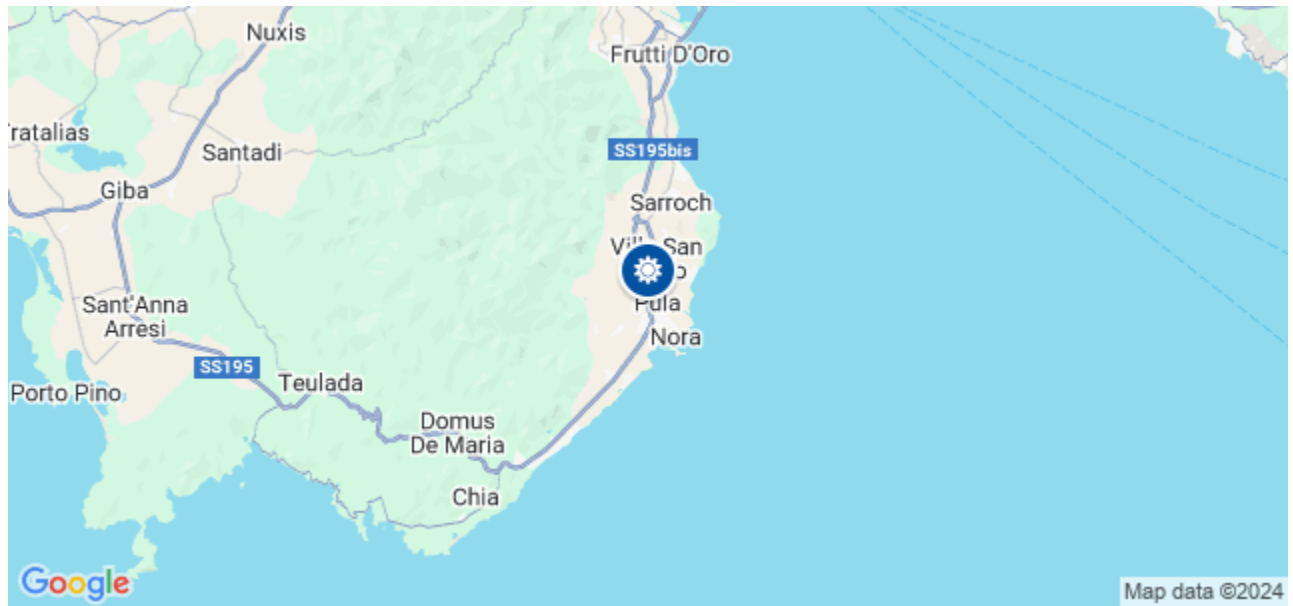 Nuxis
Frutti D'Oro
Santadi
SS195bis
Giba
Sarroch
San
Sant'Anna
Arresi
Pula
Nora
SS195
Teulada
Porto Pino
Domus
De Maria
Chia
Google
Map data ©2024